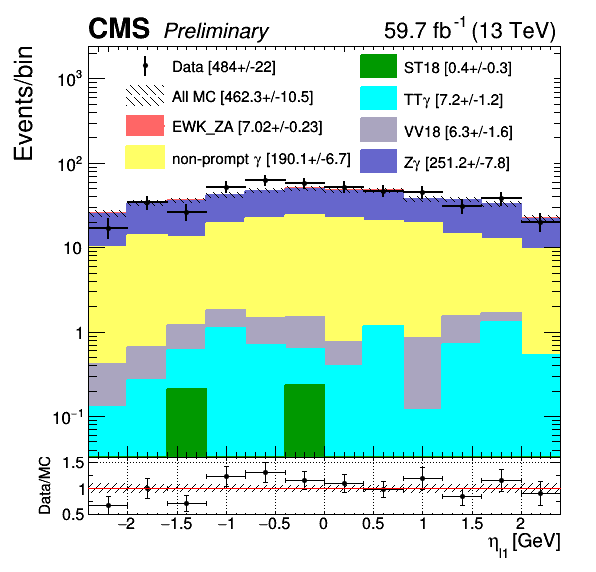 CMS Preliminary 59.7 fb⁻¹ (13 TeV)
Events/bin
Data [484+/-22]
All MC [462.3+/-10.5]
EWK_ZA [7.02+/-0.23]
non-prompt γ [190.1+/-6.7]
ST18 [0.4+/-0.3]
TTγ [7.2+/-1.2]
VV18 [6.3+/-1.6]
Zγ [251.2+/-7.8]
10³
10²
10
1
10⁻¹
Data/MC
1.5
1
0.5
−2 −1.5 −1 −0.5 0 0.5 1 1.5 2
η_l1 [GeV]